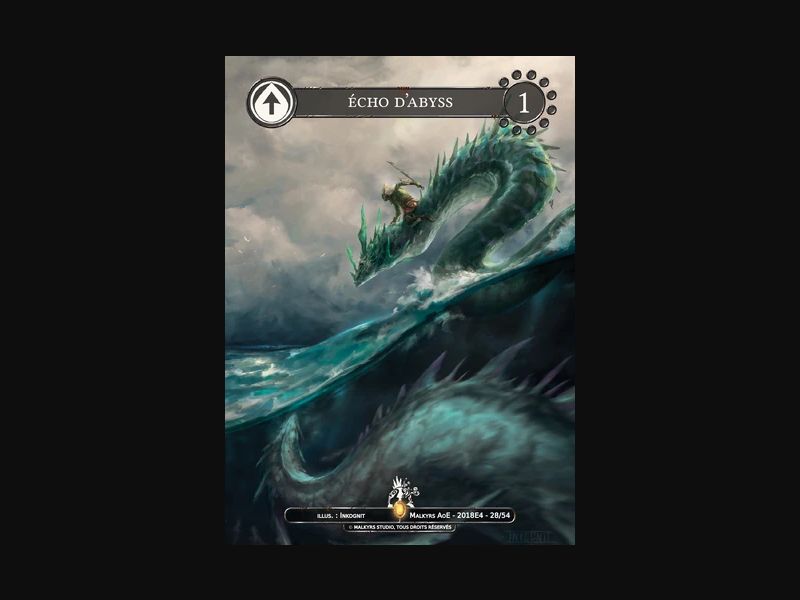 ÉCHO D'ABYSS
1
ILLUS. : INKOGNIT
MALKYRS AOE - 2018E4 - 28/54
© MALKYRS STUDIO, TOUS DROITS RÉSERVÉS